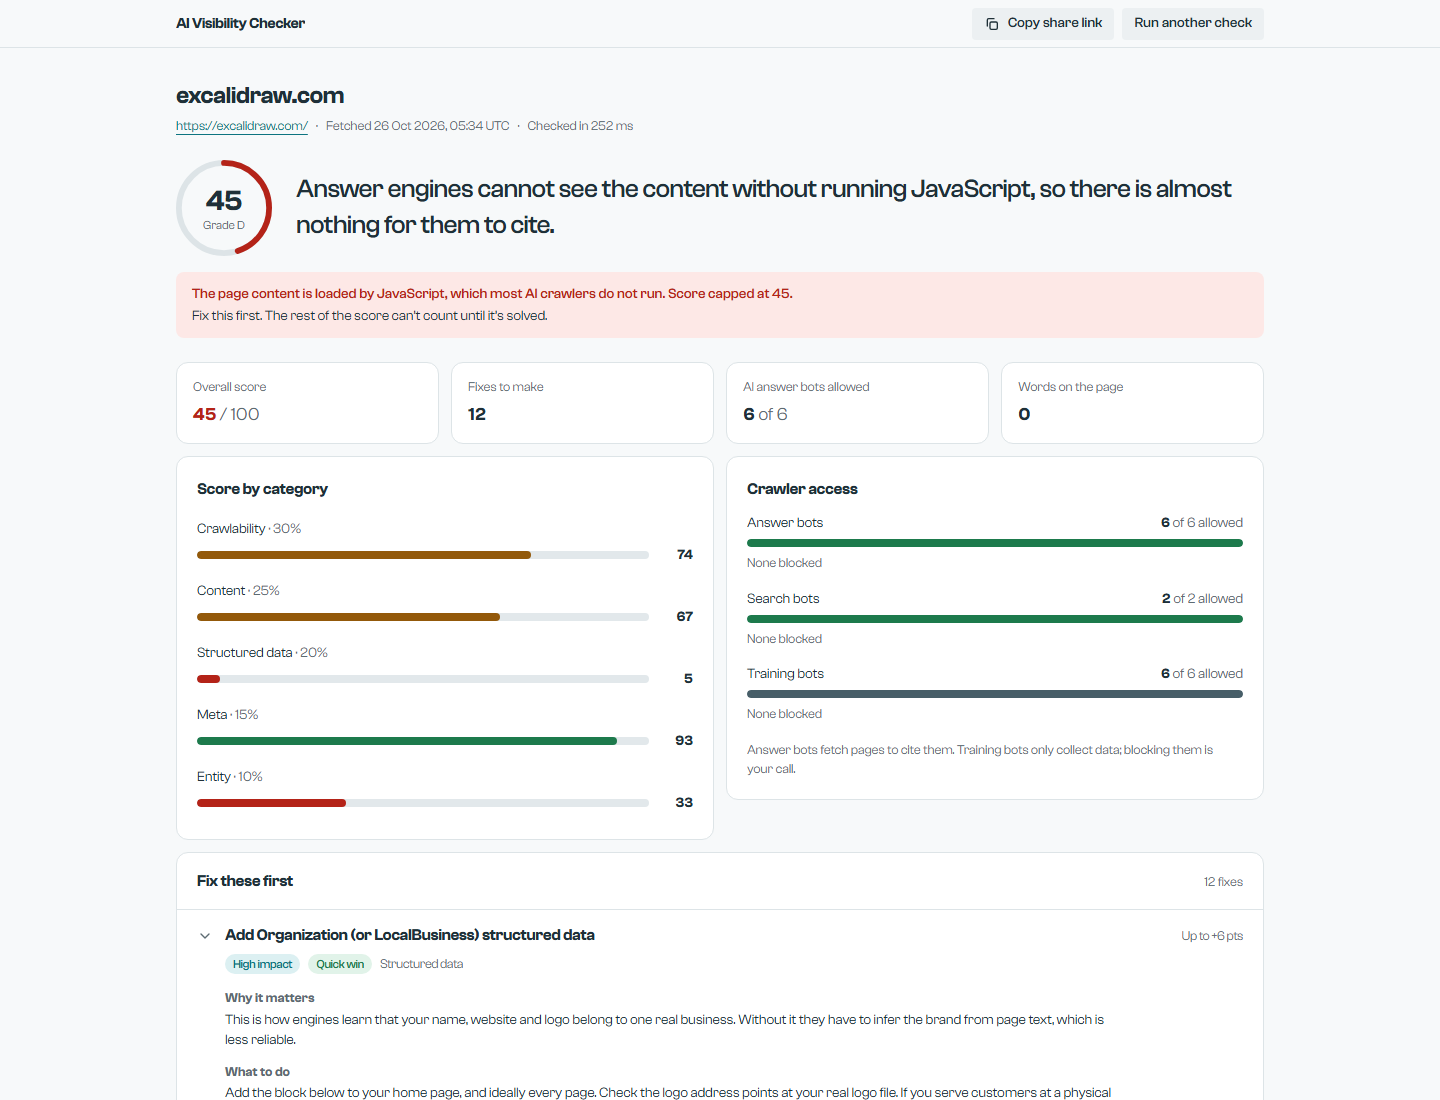 AI Visibility Checker
Copy share link
Run another check
excalidraw.com
https://excalidraw.com/ · Fetched 26 Oct 2026, 05:34 UTC · Checked in 252 ms
45
Grade D
Answer engines cannot see the content without running JavaScript, so there is almost
nothing for them to cite.
The page content is loaded by JavaScript, which most AI crawlers do not run. Score capped at 45.
Fix this first. The rest of the score can't count until it's solved.
Overall score
45 / 100
Fixes to make
12
AI answer bots allowed
6 of 6
Words on the page
0
Score by category
Crawlability · 30%
74
Content · 25%
67
Structured data · 20%
5
Meta · 15%
93
Entity · 10%
33
Crawler access
Answer bots
6 of 6 allowed
None blocked
Search bots
2 of 2 allowed
None blocked
Training bots
6 of 6 allowed
None blocked
Answer bots fetch pages to cite them. Training bots only collect data; blocking them is
your call.
Fix these first
12 fixes
Add Organization (or LocalBusiness) structured data
Up to +6 pts
High impact
Quick win
Structured data
Why it matters
This is how engines learn that your name, website and logo belong to one real business. Without it they have to infer the brand from page text, which is
less reliable.
What to do
Add the block below to your home page, and ideally every page. Check the logo address points at your real logo file. If you serve customers at a physical